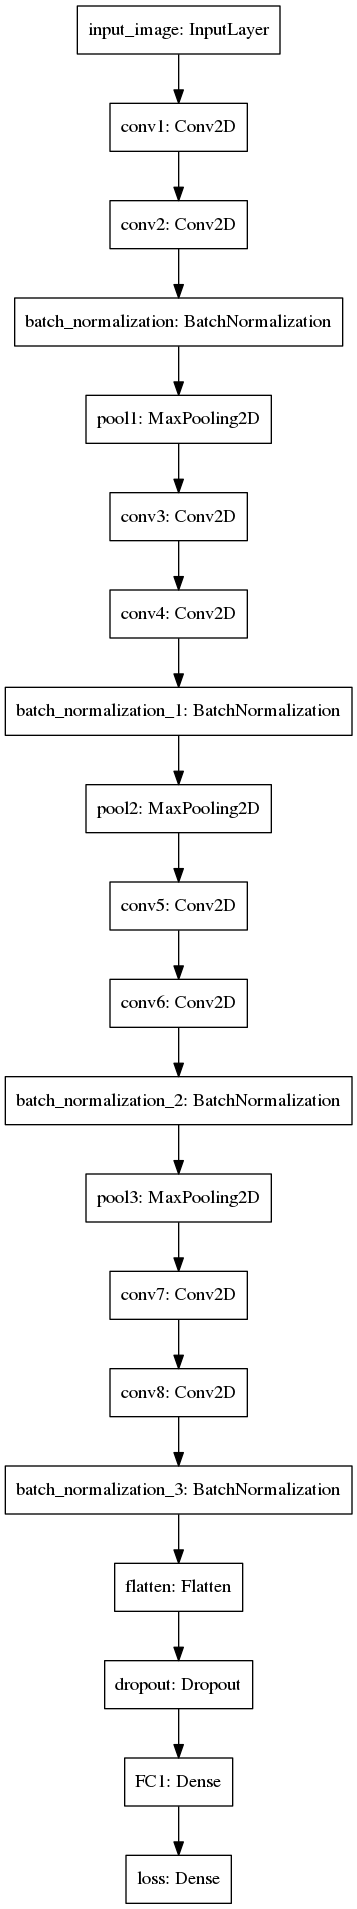 input_image: InputLayer
conv1: Conv2D
conv2: Conv2D
batch_normalization: BatchNormalization
pool1: MaxPooling2D
conv3: Conv2D
conv4: Conv2D
batch_normalization_1: BatchNormalization
pool2: MaxPooling2D
conv5: Conv2D
conv6: Conv2D
batch_normalization_2: BatchNormalization
pool3: MaxPooling2D
conv7: Conv2D
conv8: Conv2D
batch_normalization_3: BatchNormalization
flatten: Flatten
dropout: Dropout
FC1: Dense
loss: Dense